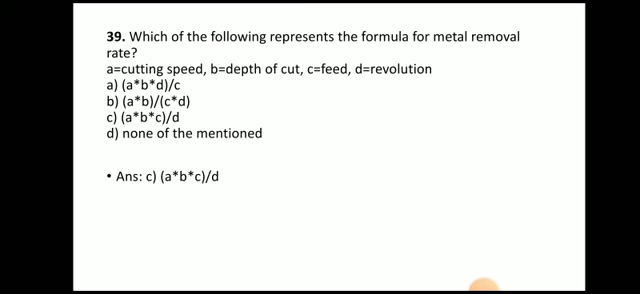 39. Which of the following represents the formula for metal removal
rate?
a=cutting speed, b=depth of cut, c=feed, d=revolution
a) (a*b*d)/c
b) (a*b)/(c*d)
c) (a*b*c)/d
d) none of the mentioned
• Ans: c) (a*b*c)/d